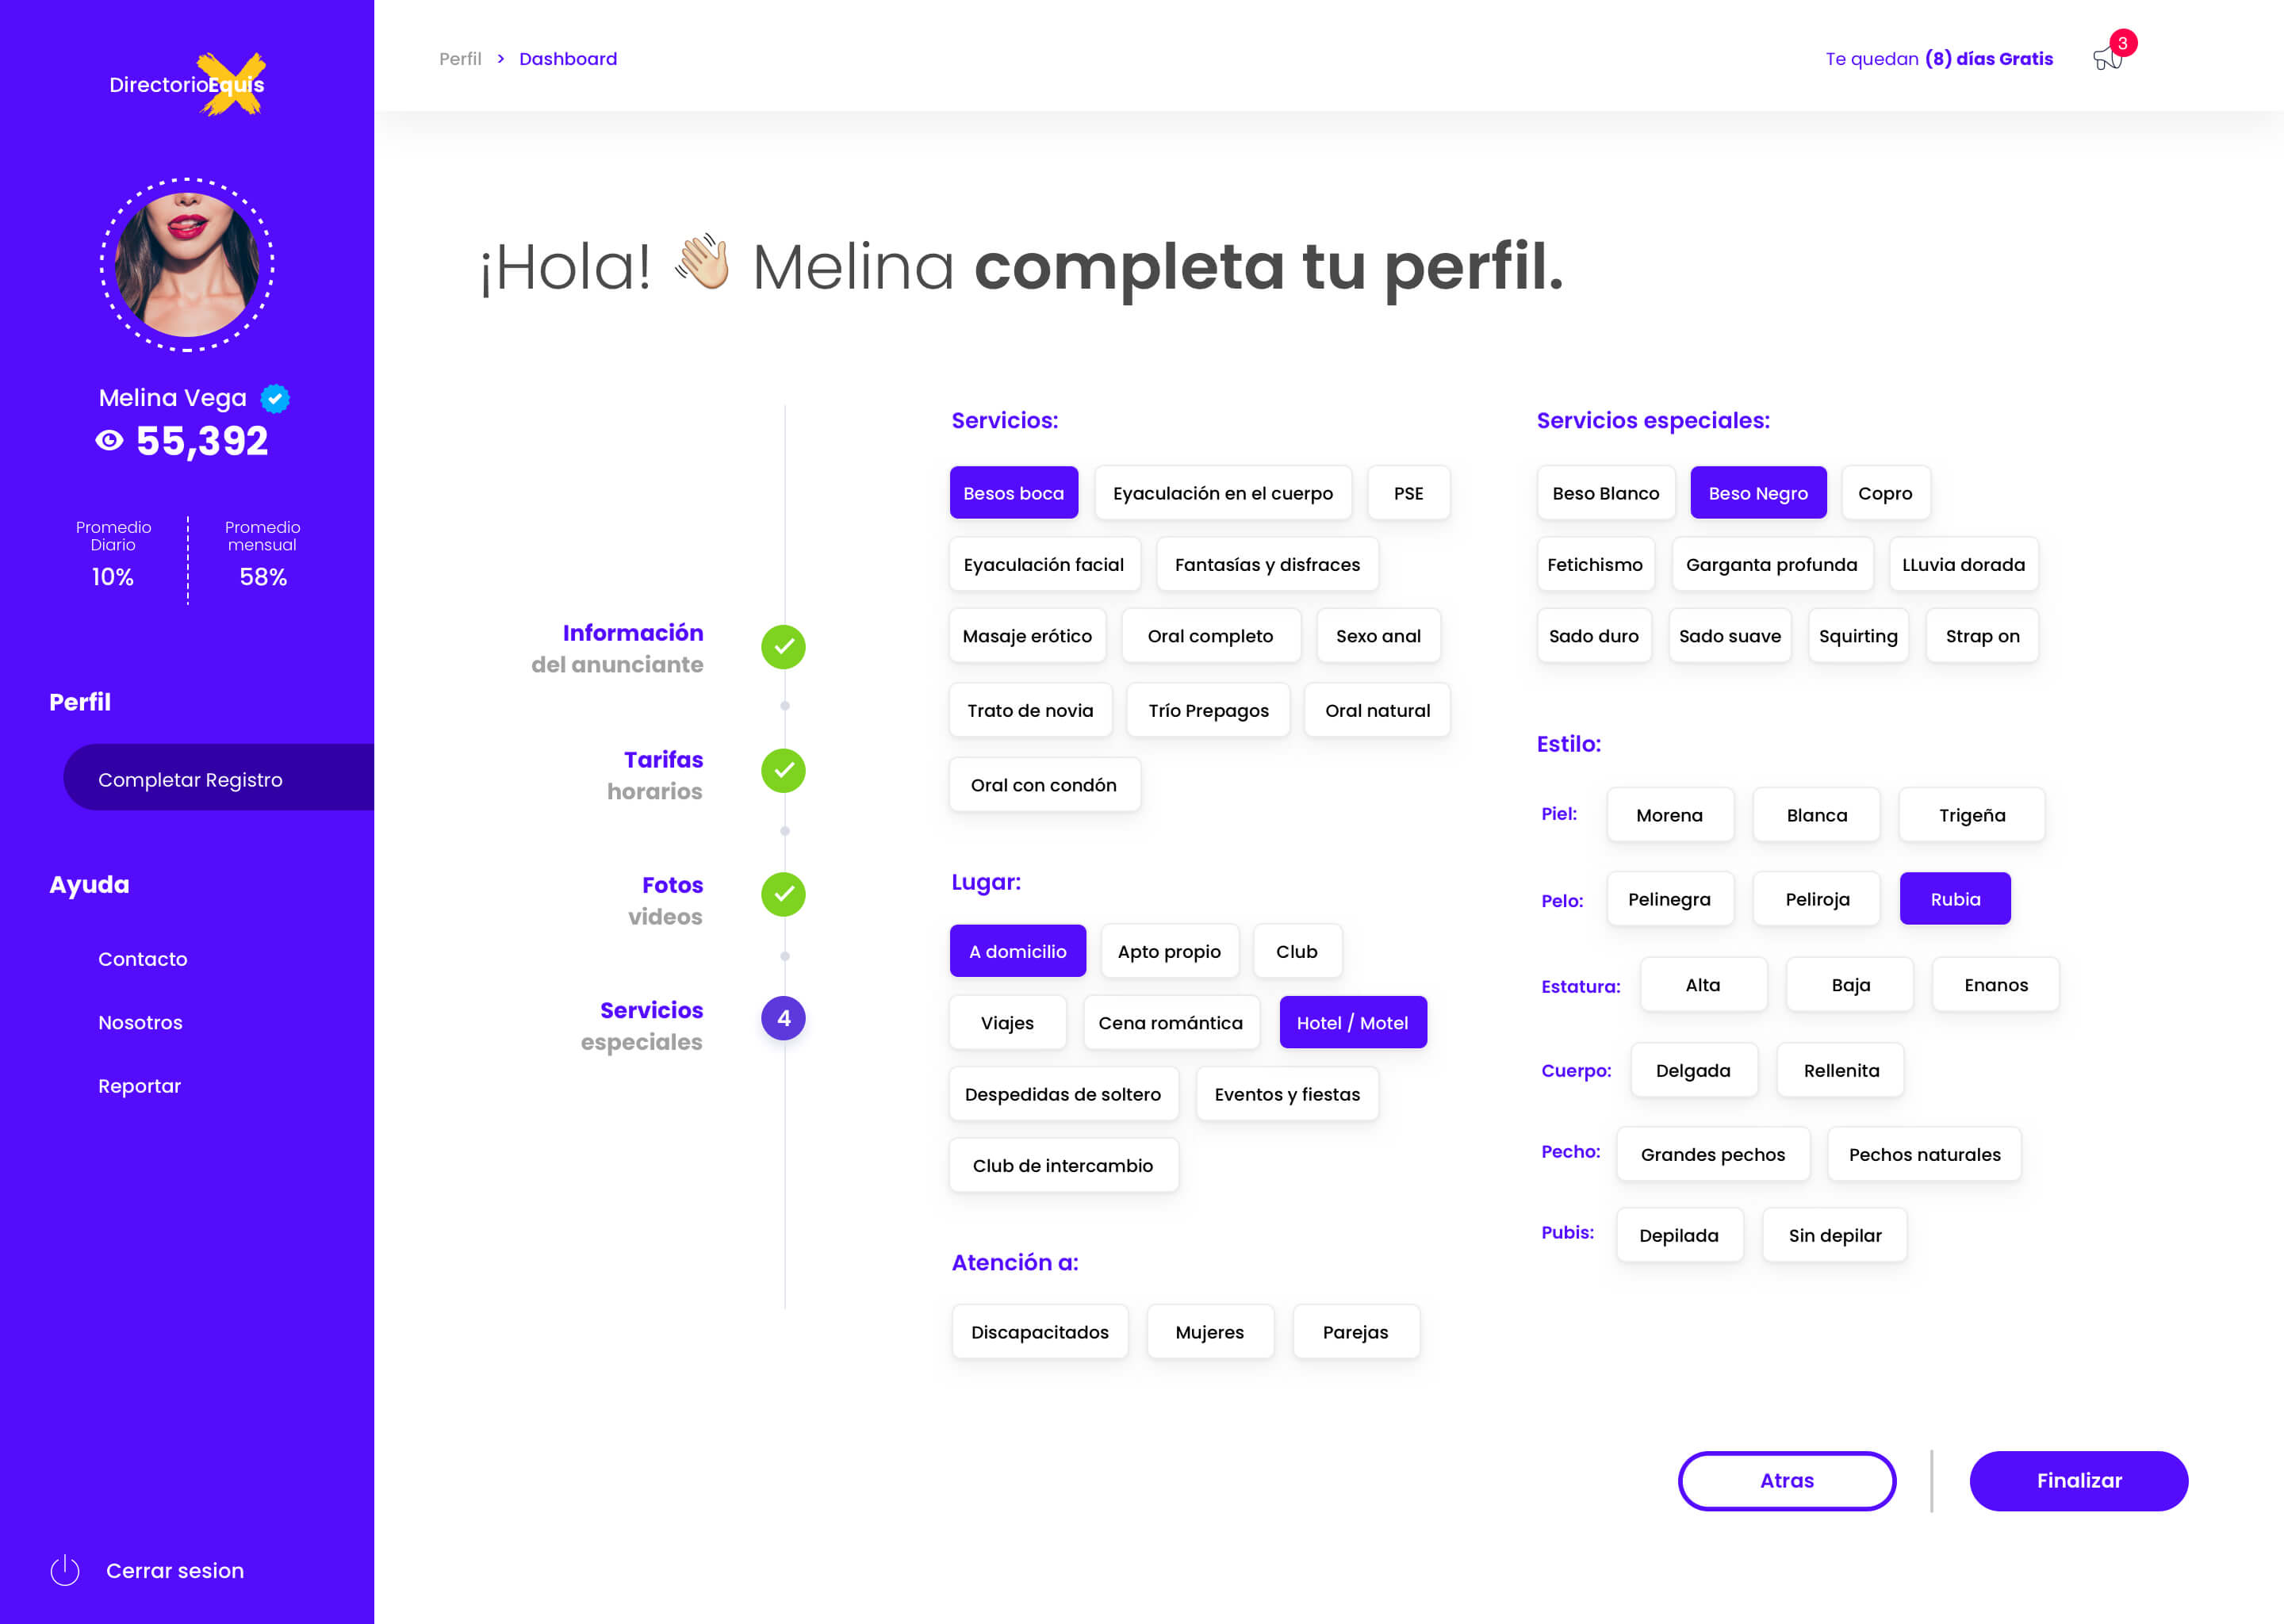 DirectorioEquis
Perfil > Dashboard
Te quedan (8) días Gratis
3
Melina Vega
55,392
Promedio Diario
10%
Promedio mensual
58%
Perfil
Completar Registro
Ayuda
Contacto
Nosotros
Reportar
Cerrar sesion
¡Hola! 👋🏻 Melina completa tu perfil.
Información
del anunciante
Tarifas
horarios
Fotos
videos
Servicios
especiales
4
Servicios:
Besos boca Eyaculación en el cuerpo PSE
Eyaculación facial Fantasías y disfraces
Masaje erótico Oral completo Sexo anal
Trato de novia Trío Prepagos Oral natural
Oral con condón
Lugar:
A domicilio Apto propio Club
Viajes Cena romántica Hotel / Motel
Despedidas de soltero Eventos y fiestas
Club de intercambio
Atención a:
Discapacitados Mujeres Parejas
Servicios especiales:
Beso Blanco Beso Negro Copro
Fetichismo Garganta profunda LLuvia dorada
Sado duro Sado suave Squirting Strap on
Estilo:
Piel: Morena Blanca Trigeña
Pelo: Pelinegra Peliroja Rubia
Estatura: Alta Baja Enanos
Cuerpo: Delgada Rellenita
Pecho: Grandes pechos Pechos naturales
Pubis: Depilada Sin depilar
Atras
Finalizar